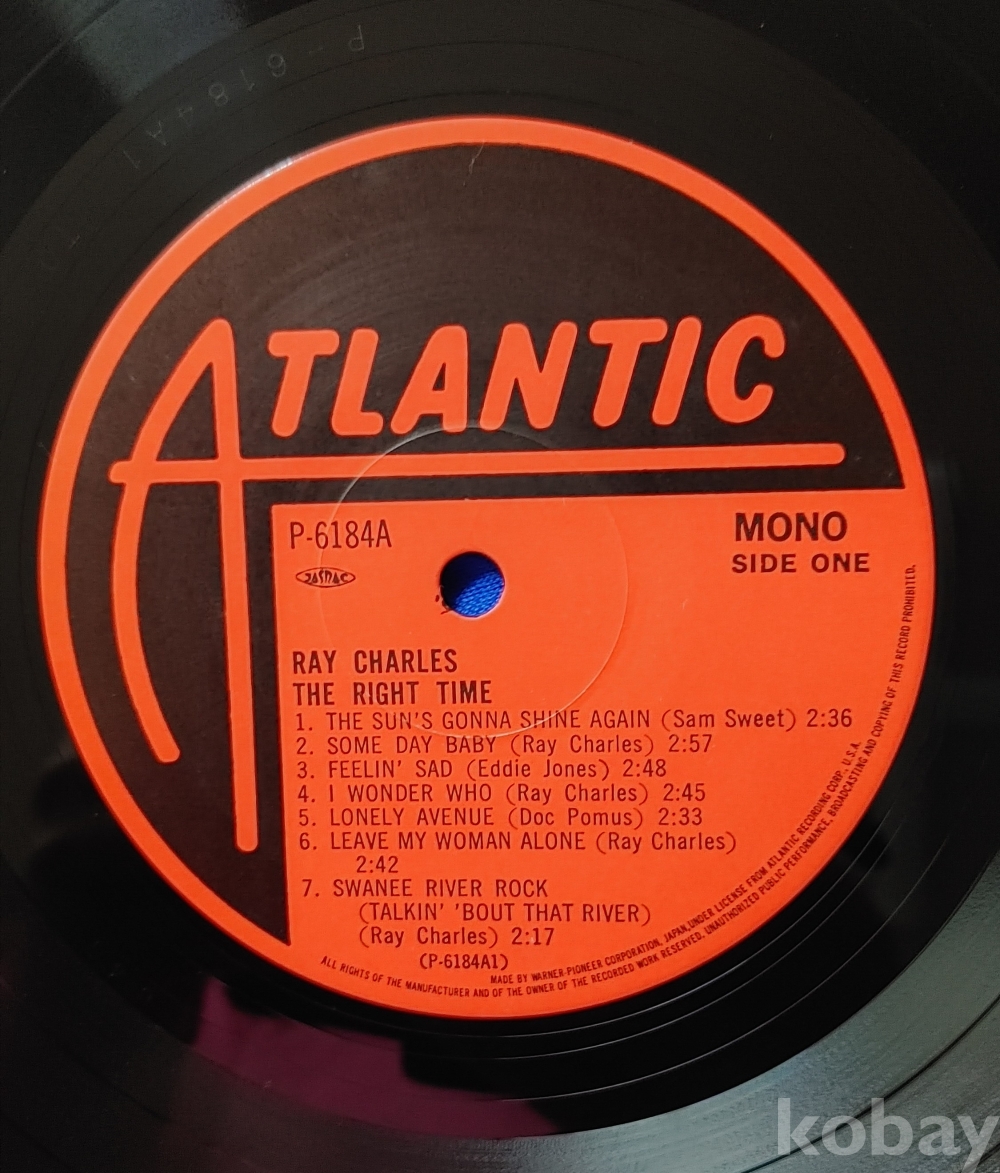 P-6184A1
ATLANTIC
P-6184A
MONO
SIDE ONE
JASRAC
RAY CHARLES
THE RIGHT TIME
1. THE SUN'S GONNA SHINE AGAIN (Sam Sweet) 2:36
2. SOME DAY BABY (Ray Charles) 2:57
3. FEELIN' SAD (Eddie Jones) 2:48
4. I WONDER WHO (Ray Charles) 2:45
5. LONELY AVENUE (Doc Pomus) 2:33
6. LEAVE MY WOMAN ALONE (Ray Charles)
2:42
7. SWANEE RIVER ROCK
(TALKIN' 'BOUT THAT RIVER)
(Ray Charles) 2:17
(P-6184A1)
MADE BY WARNER-PIONEER CORPORATION, JAPAN, UNDER LICENSE FROM ATLANTIC RECORDING CORP. U.S.A.
ALL RIGHTS OF THE MANUFACTURER AND OF THE OWNER OF THE RECORDED WORK RESERVED, UNAUTHORIZED PUBLIC PERFORMANCE, BROADCASTING AND COPYING OF THIS RECORD PROHIBITED.
kobay